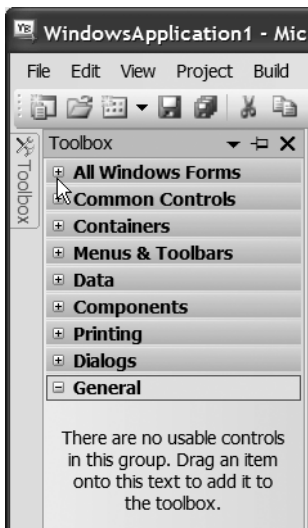 WindowsApplication1 - Mic
File Edit View Project Build
Toolbox
Toolbox
All Windows Forms
Common Controls
Containers
Menus & Toolbars
Data
Components
Printing
Dialogs
General
There are no usable controls
in this group. Drag an item
onto this text to add it to
the toolbox.